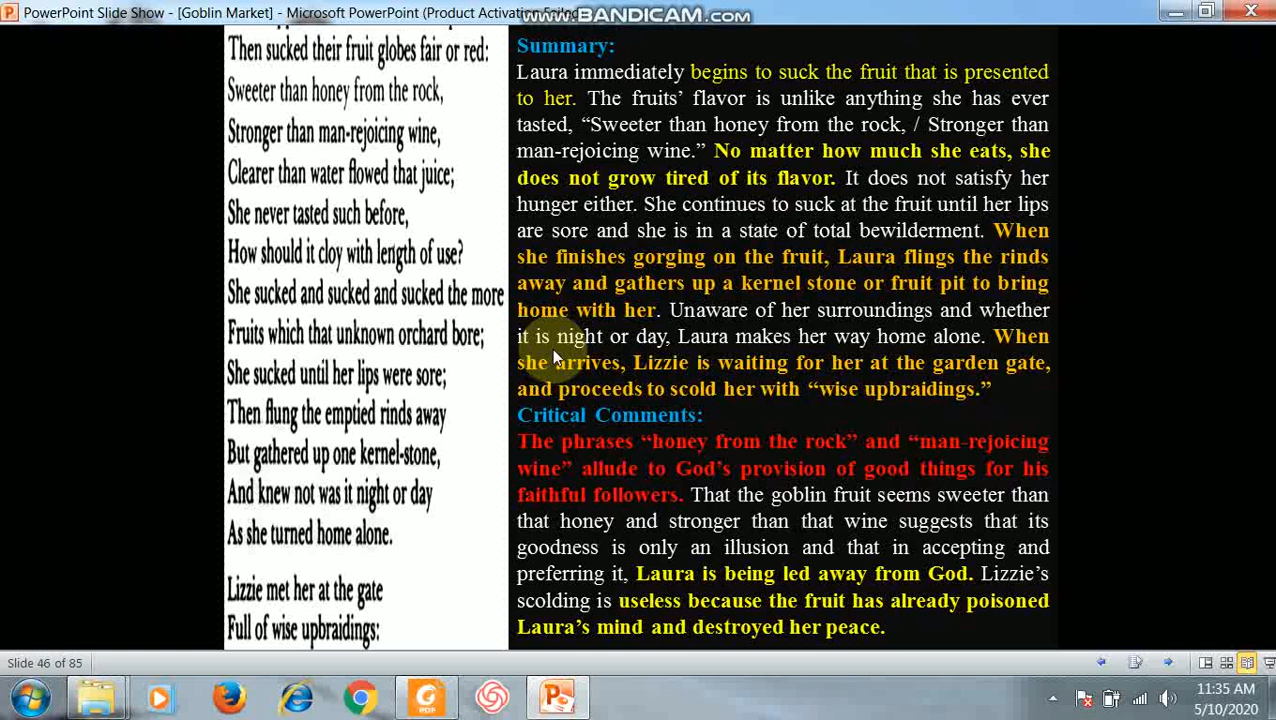 PowerPoint Slide Show - [Goblin Market] - Microsoft PowerPoint (Product Activation
www.BANDICAM.com
Then sucked their fruit globes fair or red:
Sweeter than honey from the rock,
Stronger than man-rejoicing wine,
Clearer than water flowed that juice;
She never tasted such before,
How should it cloy with length of use?
She sucked and sucked and sucked the more
Fruits which that unknown orchard bore;
She sucked until her lips were sore;
Then flung the emptied rinds away
But gathered up one kernel-stone,
And knew not was it night or day
As she turned home alone.
Lizzie met her at the gate
Full of wise upbraidings:
Summary:
Laura immediately begins to suck the fruit that is presented
to her. The fruits’ flavor is unlike anything she has ever
tasted, “Sweeter than honey from the rock, / Stronger than
man-rejoicing wine.” No matter how much she eats, she
does not grow tired of its flavor. It does not satisfy her
hunger either. She continues to suck at the fruit until her lips
are sore and she is in a state of total bewilderment. When
she finishes gorging on the fruit, Laura flings the rinds
away and gathers up a kernel stone or fruit pit to bring
home with her. Unaware of her surroundings and whether
it is night or day, Laura makes her way home alone. When
she arrives, Lizzie is waiting for her at the garden gate,
and proceeds to scold her with “wise upbraidings.”
Critical Comments:
The phrases “honey from the rock” and “man-rejoicing
wine” allude to God’s provision of good things for his
faithful followers. That the goblin fruit seems sweeter than
that honey and stronger than that wine suggests that its
goodness is only an illusion and that in accepting and
preferring it, Laura is being led away from God. Lizzie’s
scolding is useless because the fruit has already poisoned
Laura’s mind and destroyed her peace.
Slide 46 of 85
PDF
11:35 AM
5/10/2020